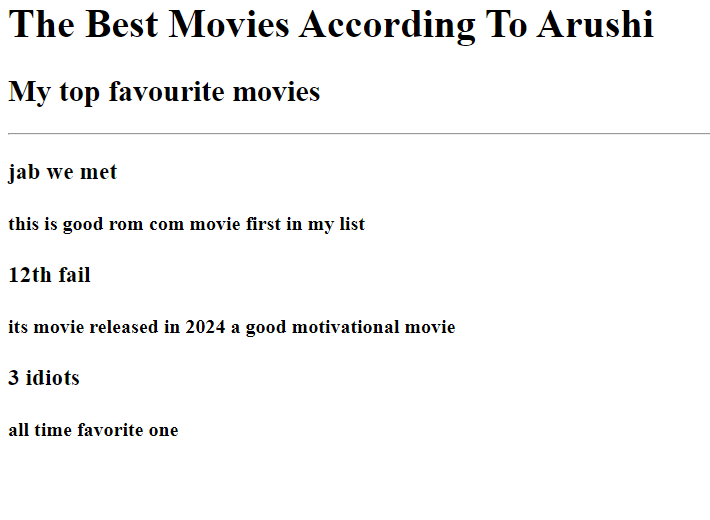 The Best Movies According To Arushi
My top favourite movies
jab we met
this is good rom com movie first in my list
12th fail
its movie released in 2024 a good motivational movie
3 idiots
all time favorite one